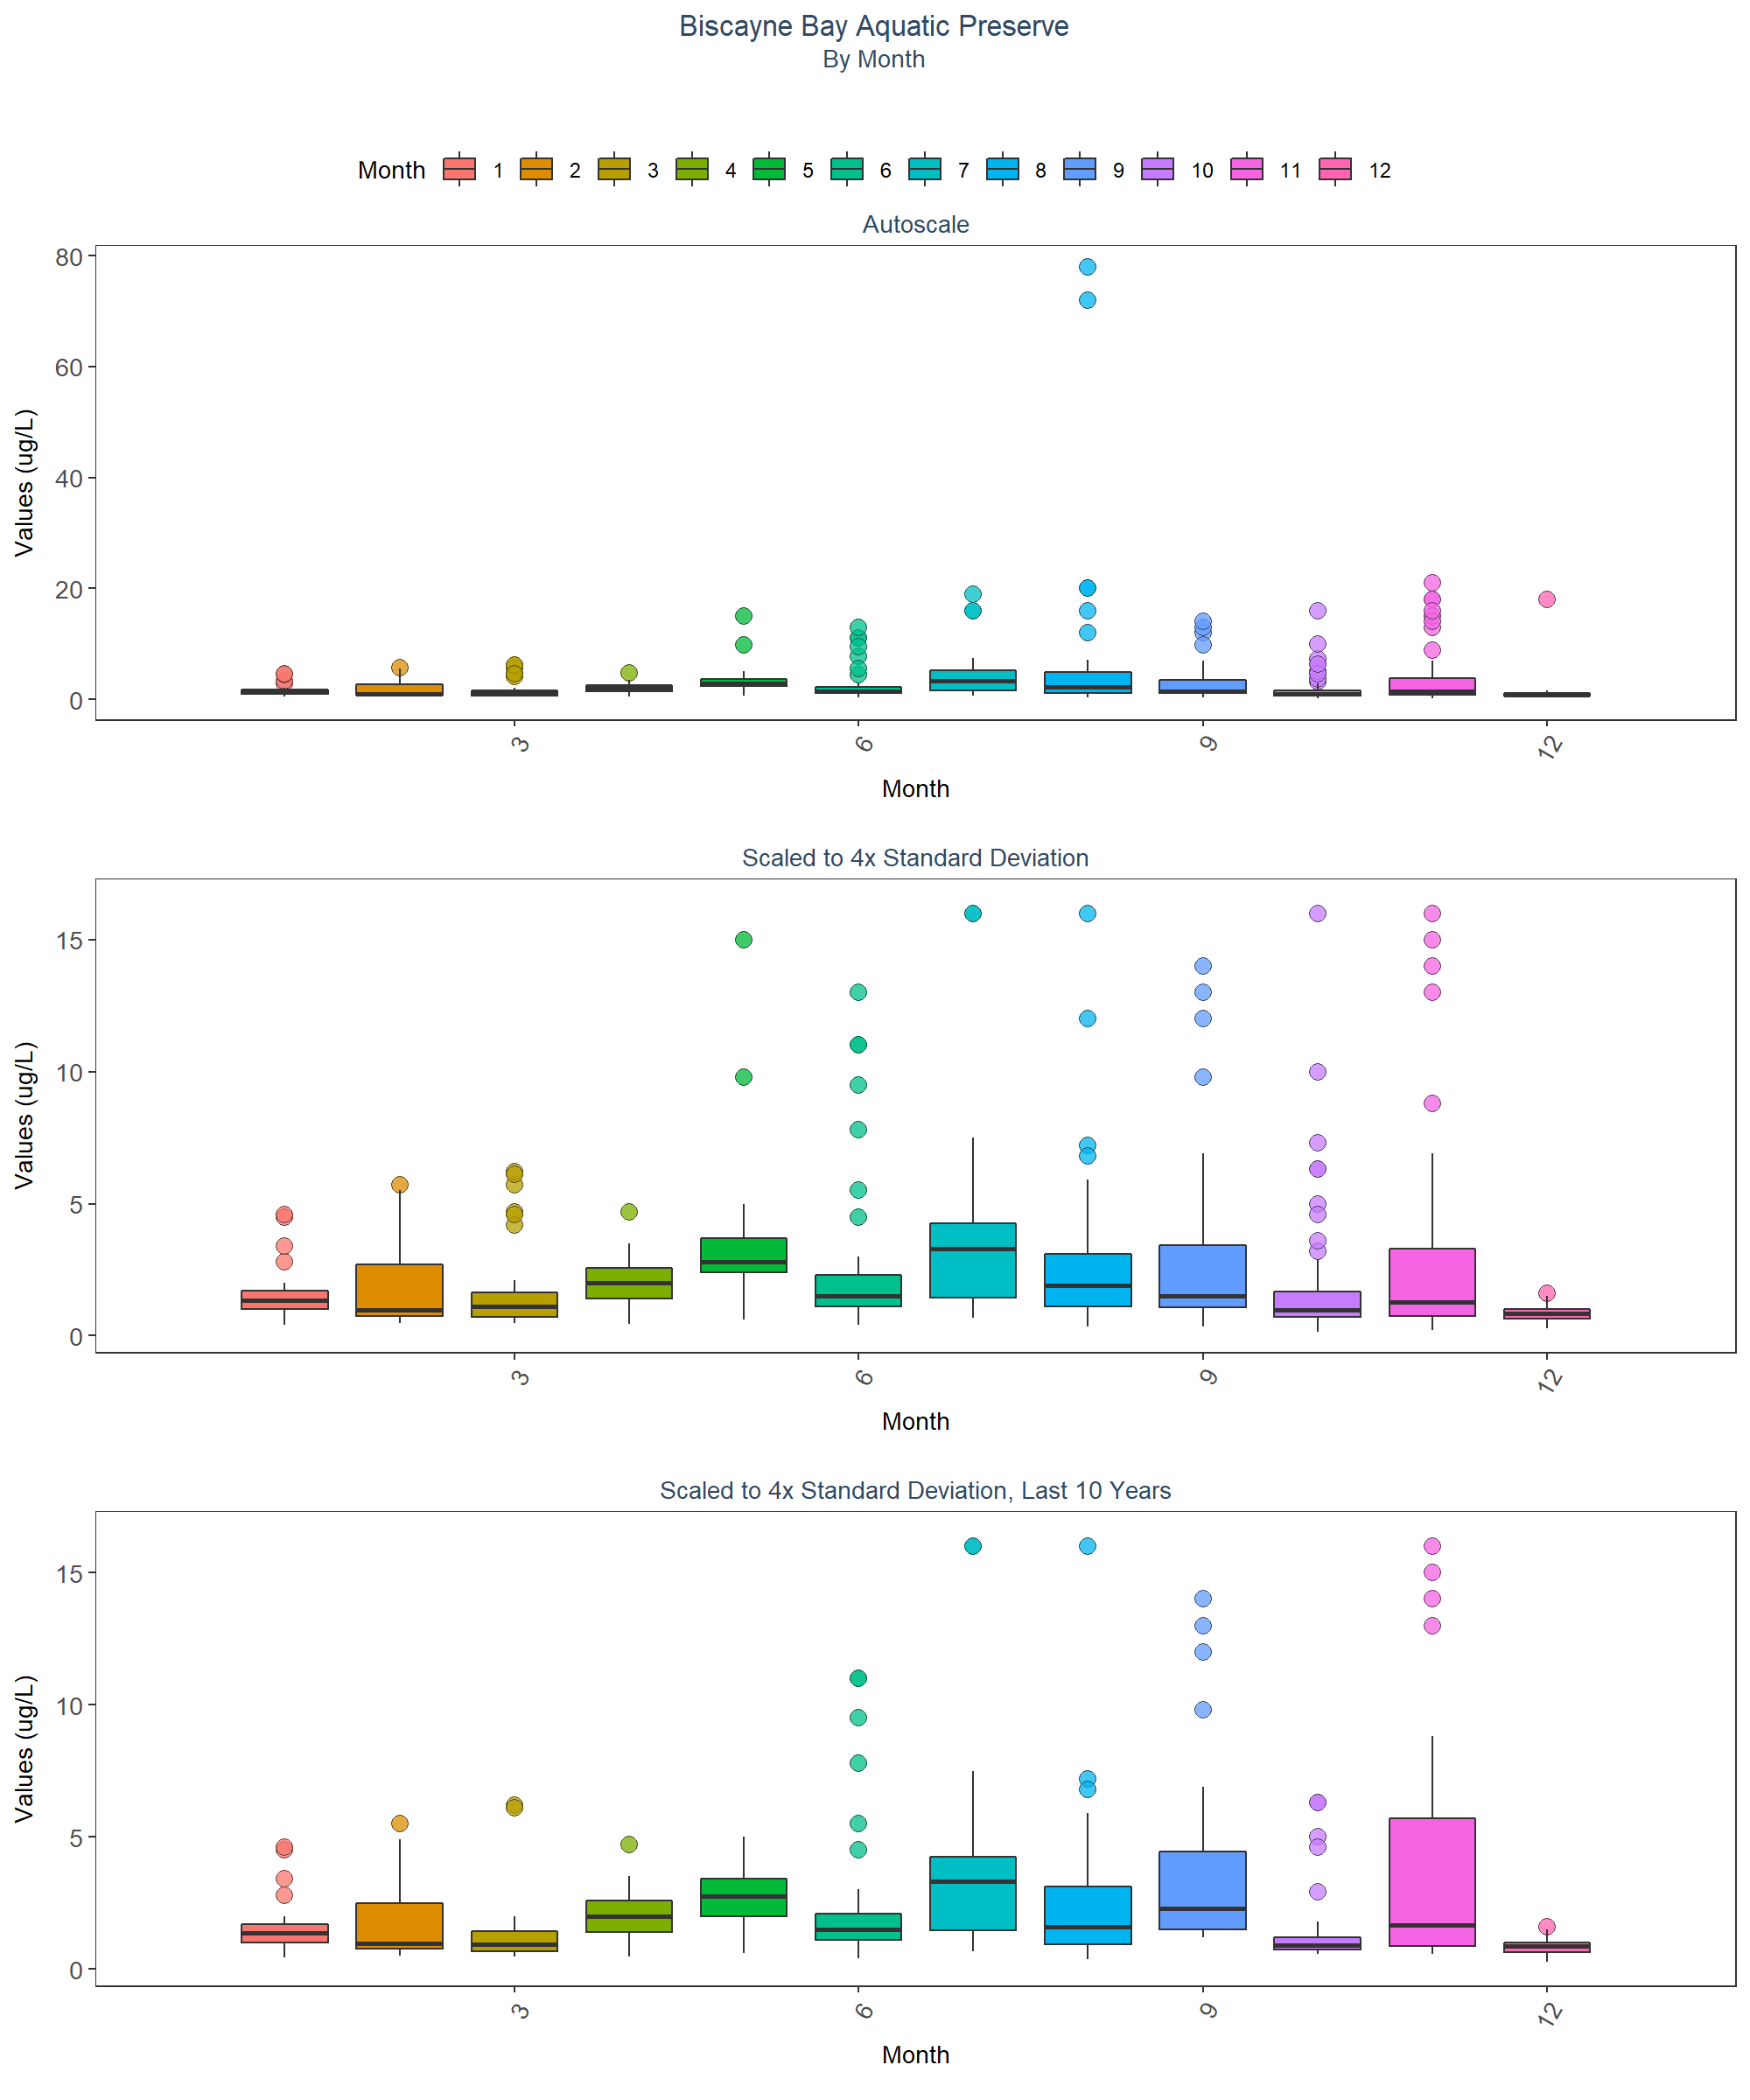 Biscayne Bay Aquatic Preserve
By Month
Month 1 2 3 4 5 6 7 8 9 10 11 12
Autoscale
80
60
40
20
0
Values (ug/L)
3 6 9 12
Month
Scaled to 4x Standard Deviation
15
10
5
0
Values (ug/L)
3 6 9 12
Month
Scaled to 4x Standard Deviation, Last 10 Years
15
10
5
0
Values (ug/L)
3 6 9 12
Month